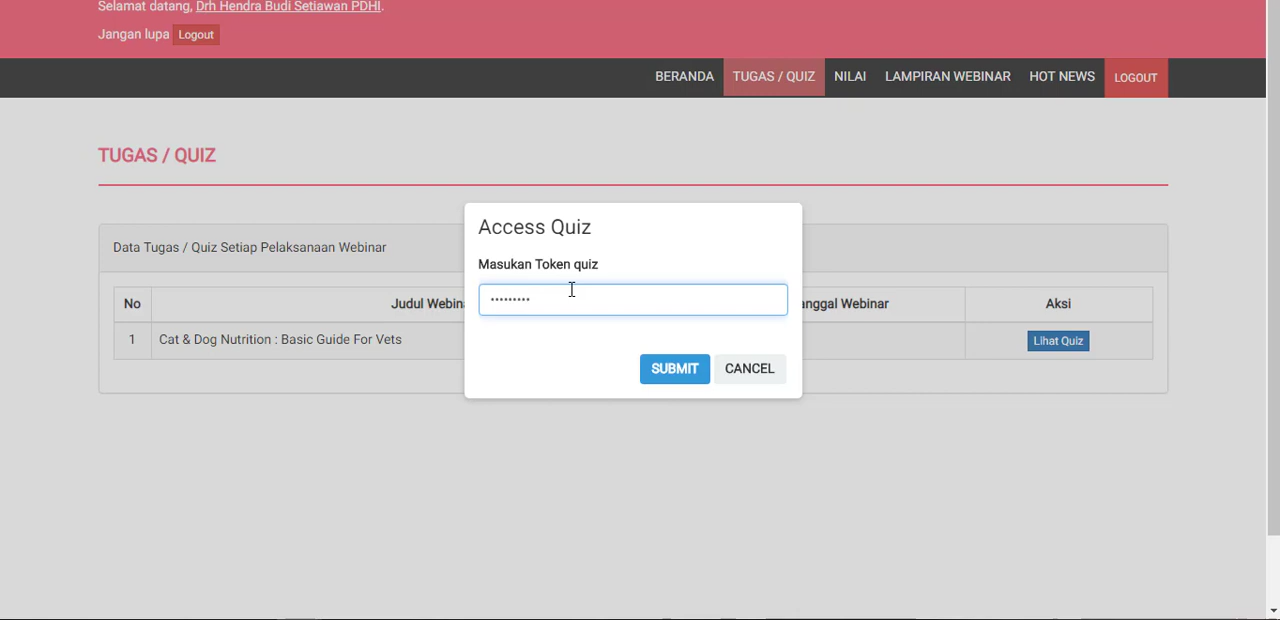 Selamat datang, Drh Hendra Budi Setiawan PDHI.
Jangan lupa Logout
BERANDA TUGAS / QUIZ NILAI LAMPIRAN WEBINAR HOT NEWS LOGOUT
TUGAS / QUIZ
Data Tugas / Quiz Setiap Pelaksanaan Webinar
No Judul Webin anggal Webinar Aksi
1 Cat & Dog Nutrition : Basic Guide For Vets Lihat Quiz
Access Quiz
Masukan Token quiz
•••••••••
SUBMIT CANCEL